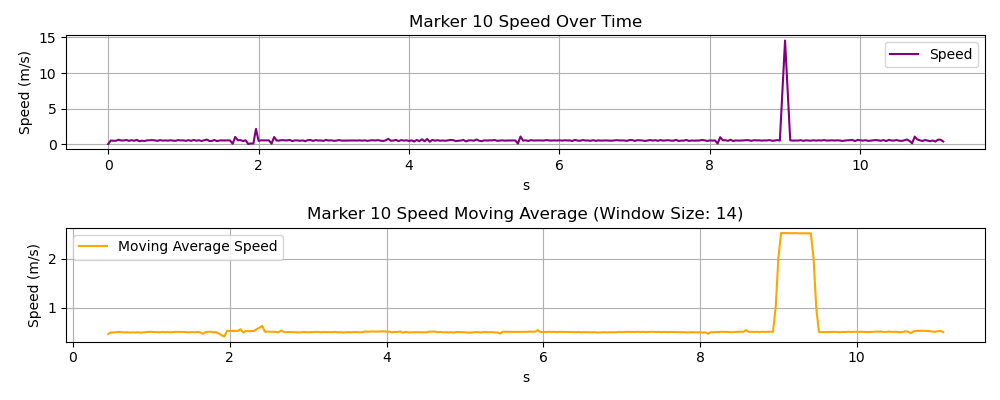 Marker 10 Speed Over Time
Speed (m/s)
15
10
5
0
Speed
0 2 4 6 8 10
s
Marker 10 Speed Moving Average (Window Size: 14)
Speed (m/s)
2
1
Moving Average Speed
0 2 4 6 8 10
s